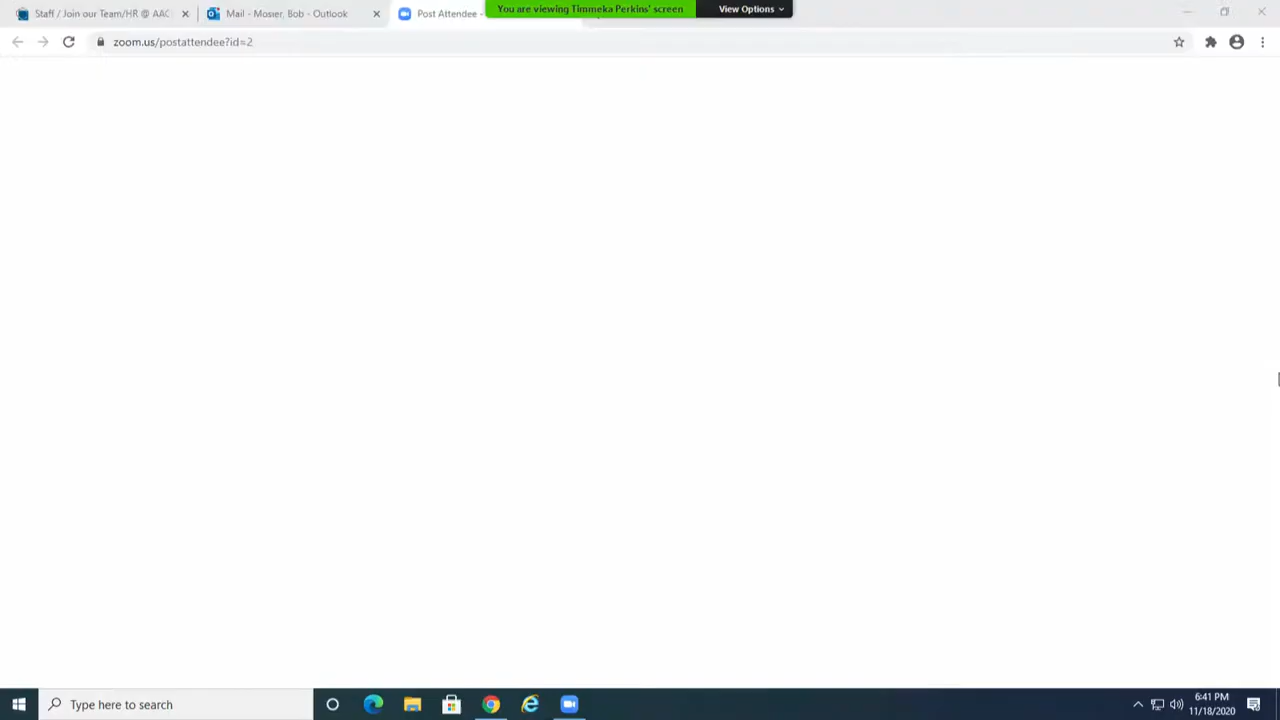 Staff / Join Our Team/HR @ AAC
Mail - Mosser, Bob - Outlook
Post Attendee -
You are viewing Timmeka Perkins' screen
View Options
zoom.us/postattendee?id=2
Type here to search
6:41 PM
11/18/2020